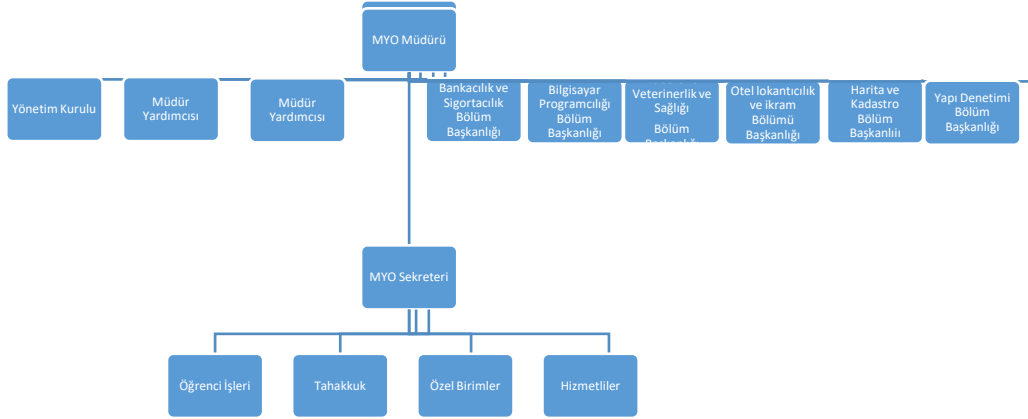 MYO Müdürü
Yönetim Kurulu
Müdür
Yardımcısı
Müdür
Yardımcısı
Bankacılık ve
Sigortacılık
Bölüm
Başkanlığı
Bilgisayar
Programcılığı
Bölüm
Başkanlığı
Veterinerlik ve
Sağlığı
Bölüm
Otel lokantıcılık
ve ikram
Bölümü
Başkanlığı
Harita ve
Kadastro
Bölüm
Yapı Denetimi
Bölüm
Başkanlığı
MYO Sekreteri
Öğrenci İşleri
Tahakkuk
Özel Birimler
Hizmetliler